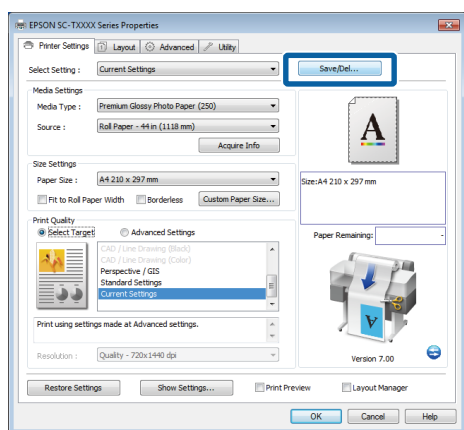 EPSON SC-TXXXX Series Properties
Printer Settings Layout Advanced Utility
Select Setting : Current Settings Save/Del...
Media Settings
Media Type : Premium Glossy Photo Paper (250)
Source : Roll Paper - 44 in (1118 mm)
Acquire Info
A
Size Settings
Paper Size : A4 210 x 297 mm
Size:A4 210 x 297 mm
Fit to Roll Paper Width Borderless Custom Paper Size...
Print Quality
Select Target Advanced Settings
Paper Remaining: -
CAD / Line Drawing (Black)
CAD / Line Drawing (Color)
Perspective / GIS
Standard Settings
Current Settings
Print using settings made at Advanced settings.
Resolution : Quality - 720x1440 dpi
Version 7.00
Restore Settings Show Settings... Print Preview Layout Manager
OK Cancel Help